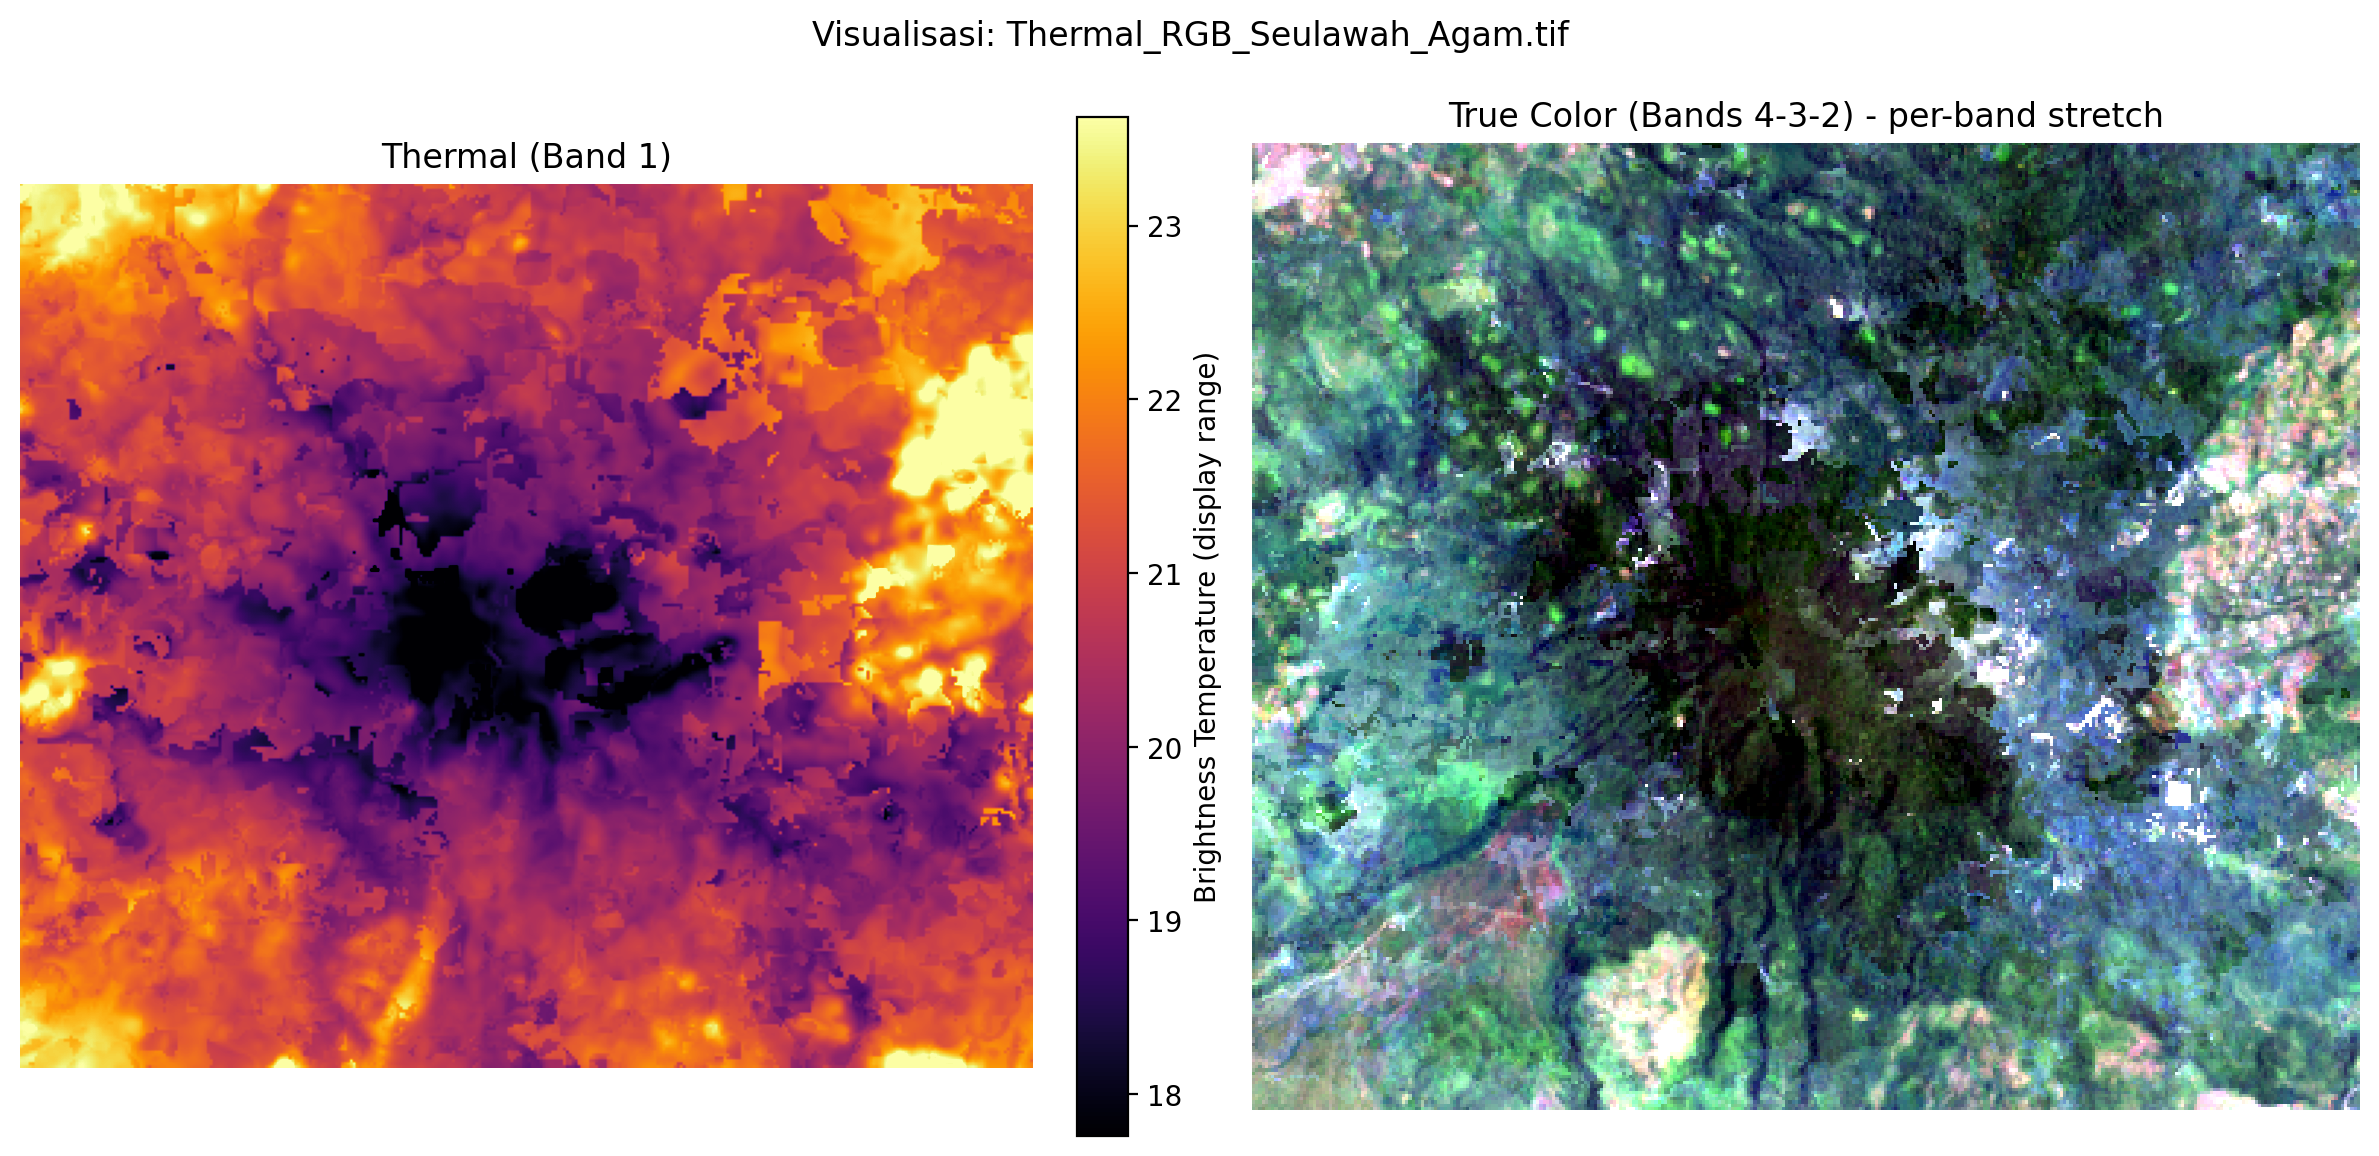 Visualisasi: Thermal_RGB_Seulawah_Agam.tif
Thermal (Band 1)
23
22
21
20
19
18
Brightness Temperature (display range)
True Color (Bands 4-3-2) - per-band stretch